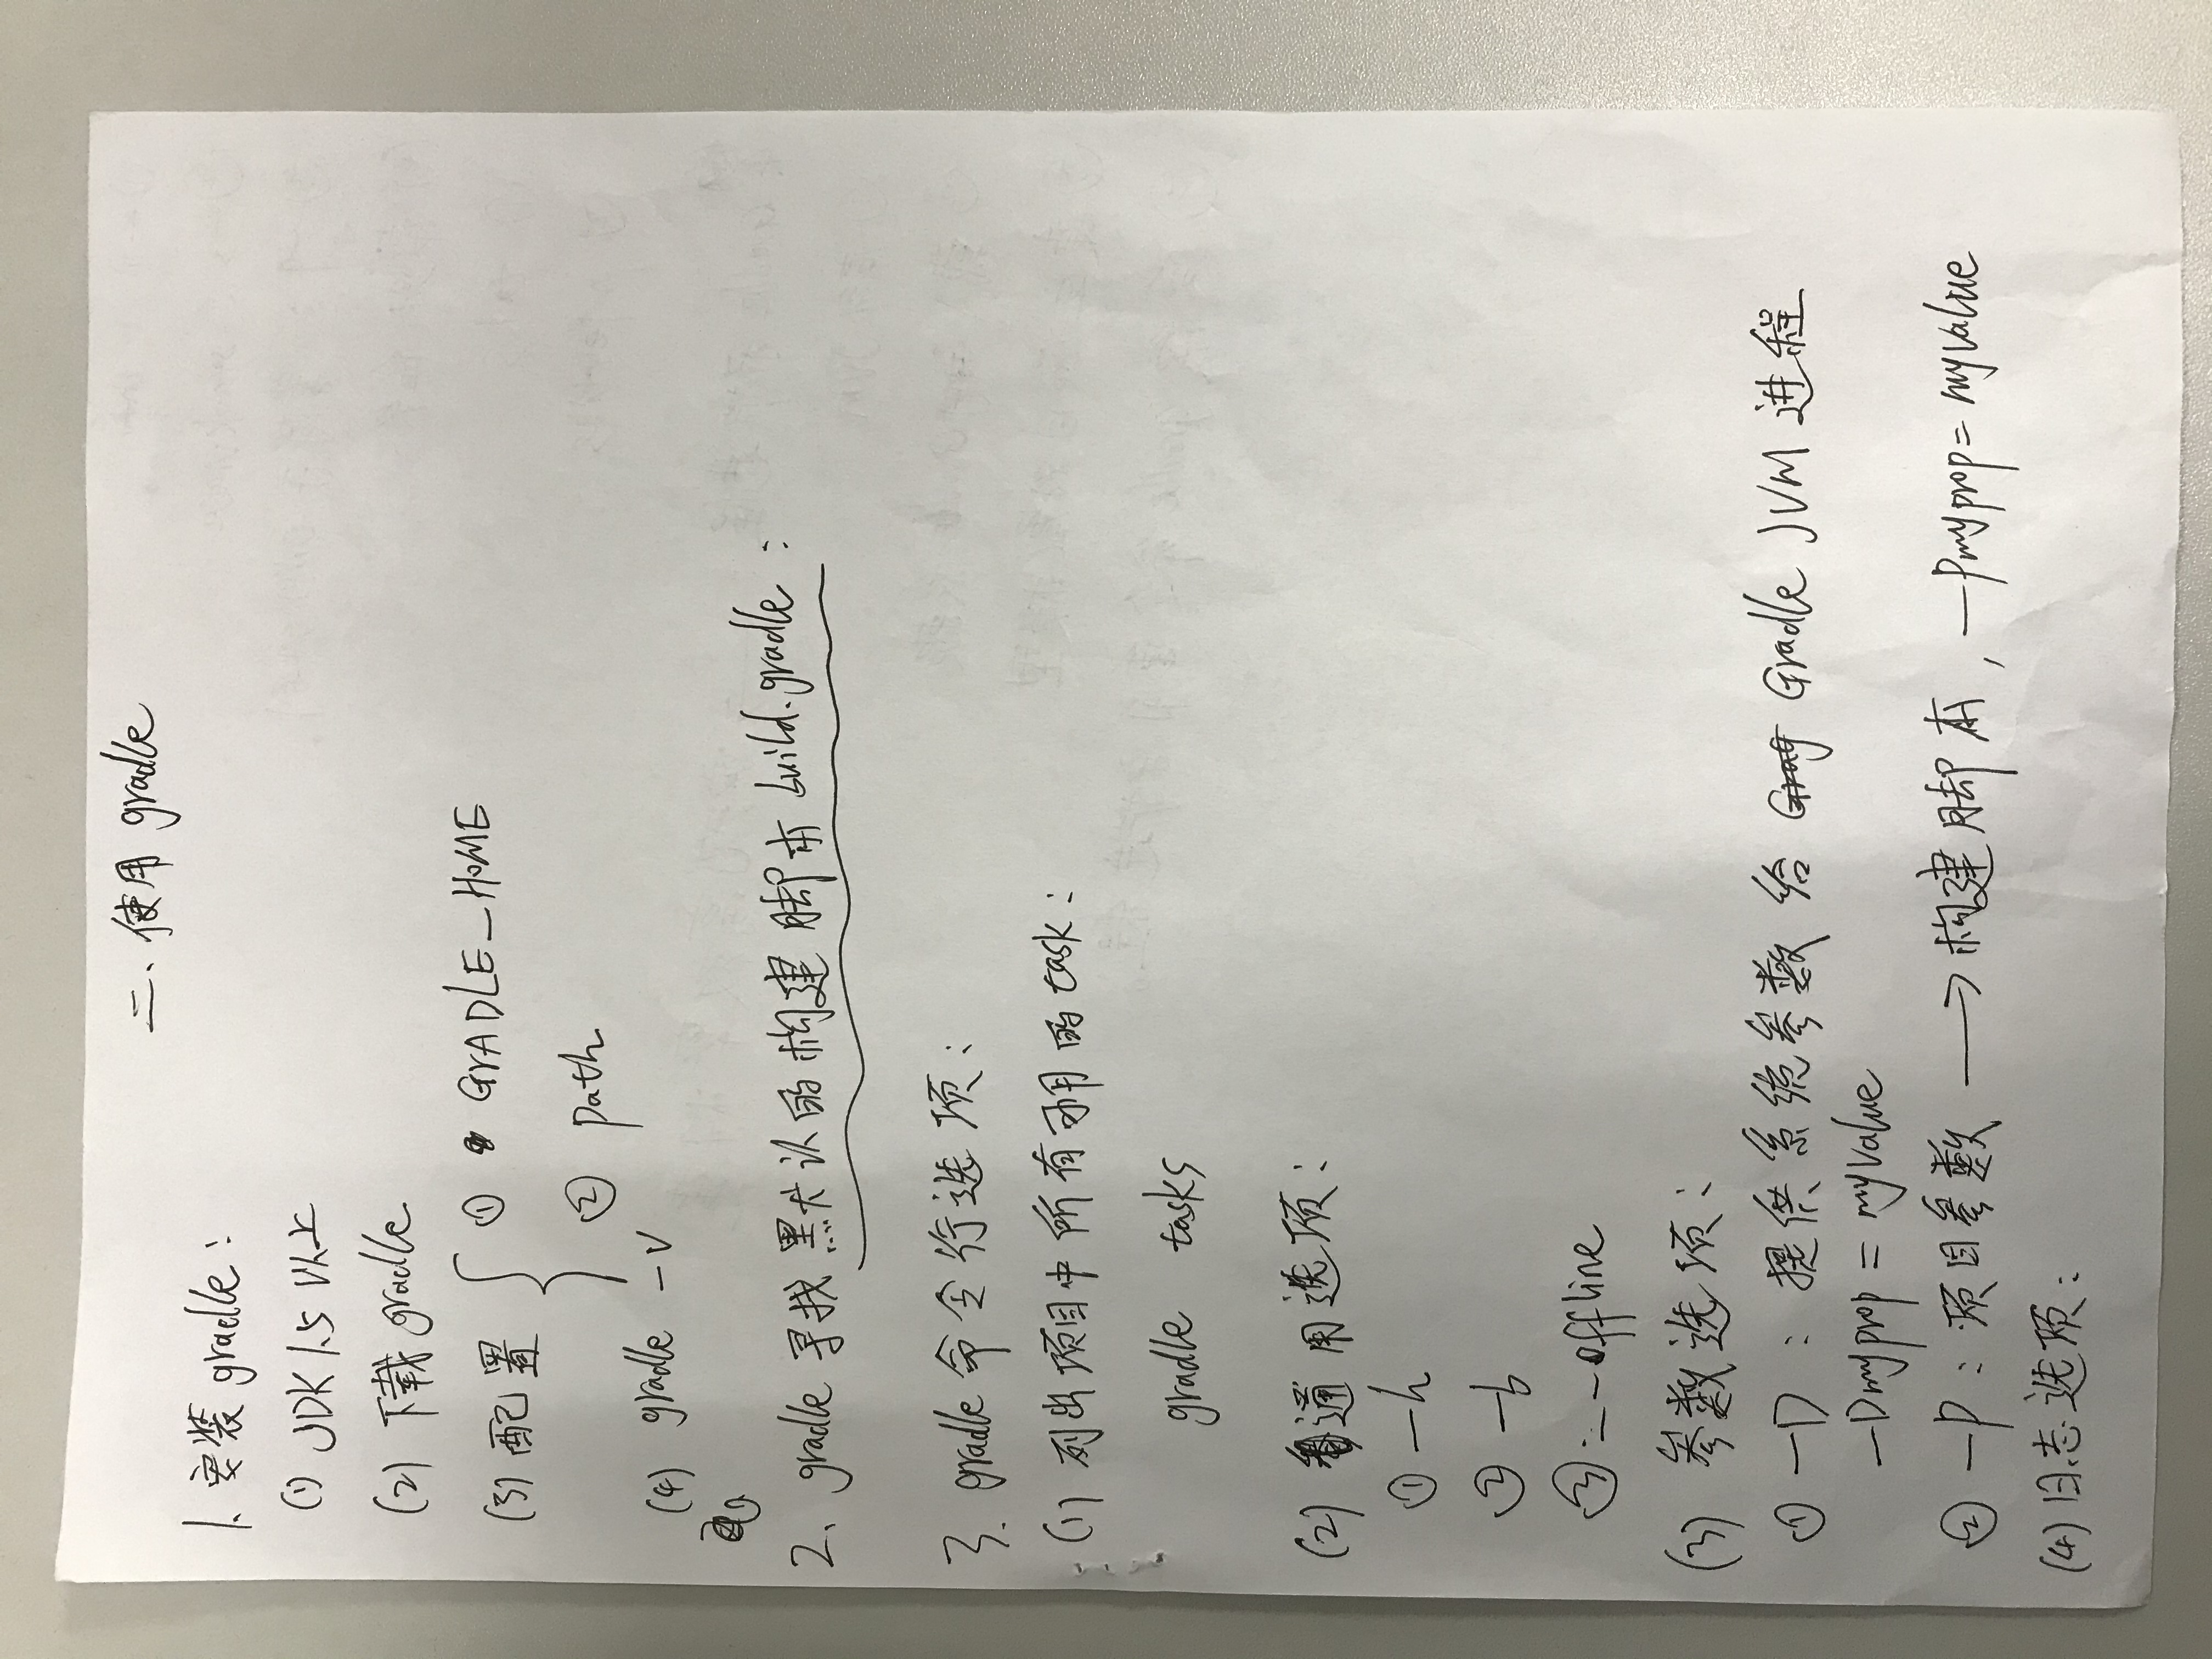 二、使用 gradle
1. 安装 gradle：
(1) JDK 1.5 以上
(2) 下载 gradle
(3) 配置 { ① GRADLE_HOME
② path
(4) gradle -v
2、gradle 寻找默认的构建脚本 build.gradle：
3. gradle 命令行选项：
(1) 列出项目中所有可用的 task：
gradle tasks
(2) 通用选项：
① -h
② -b
③ --offline
(3) 参数选项：
① -D：提供系统参数给 Gradle JVM 进程
-Dmyprop = myvalue
② -P：项目参数 → 构建脚本, -Pmyprop = myvalue
(4) 日志选项：